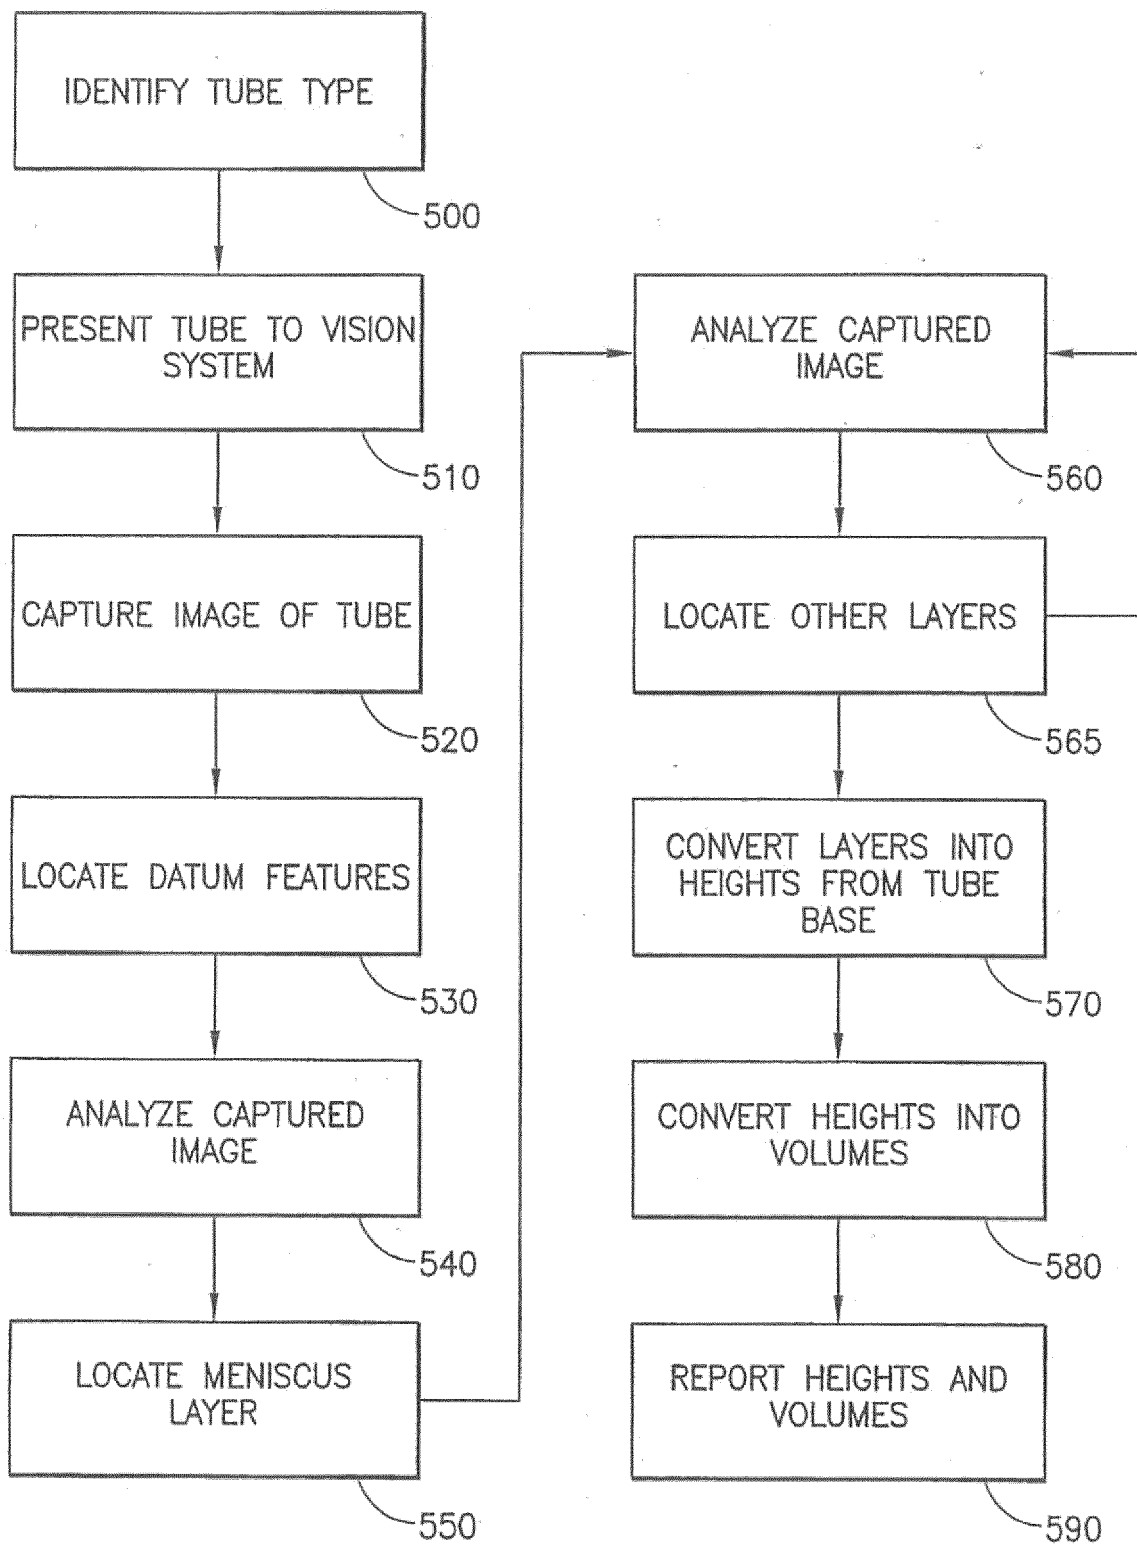 IDENTIFY TUBE TYPE
500
PRESENT TUBE TO VISION
SYSTEM
510
CAPTURE IMAGE OF TUBE
520
LOCATE DATUM FEATURES
530
ANALYZE CAPTURED
IMAGE
540
LOCATE MENISCUS
LAYER
550
ANALYZE CAPTURED
IMAGE
560
LOCATE OTHER LAYERS
565
CONVERT LAYERS INTO
HEIGHTS FROM TUBE
BASE
570
CONVERT HEIGHTS INTO
VOLUMES
580
REPORT HEIGHTS AND
VOLUMES
590